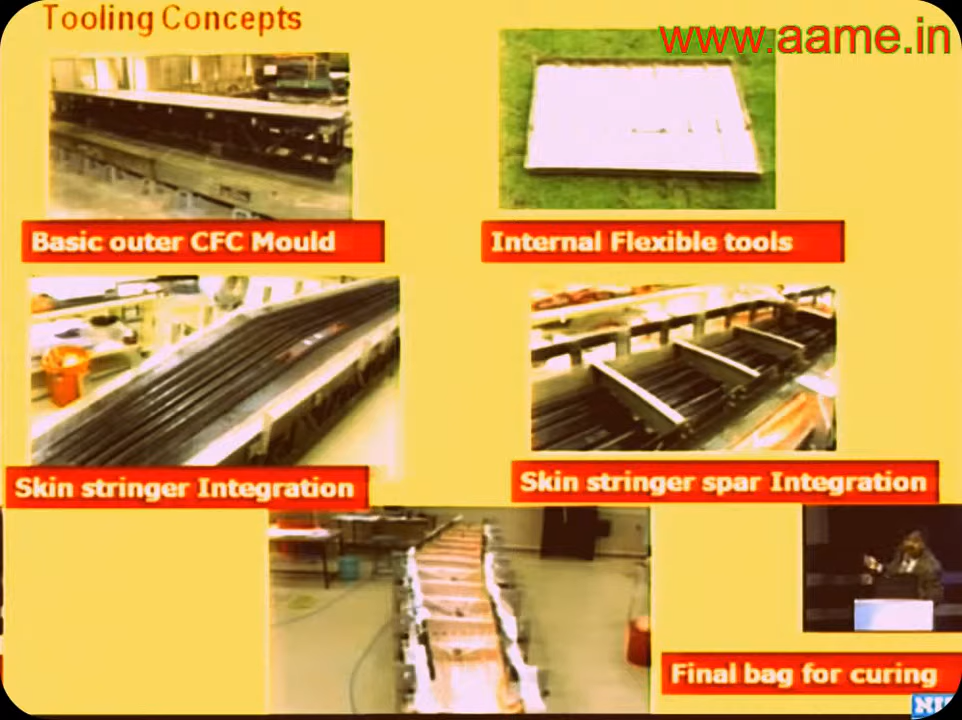 Tooling Concepts
www.aame.in
Basic outer CFC Mould
Internal Flexible tools
Skin stringer Integration
Skin stringer spar Integration
Final bag for curing